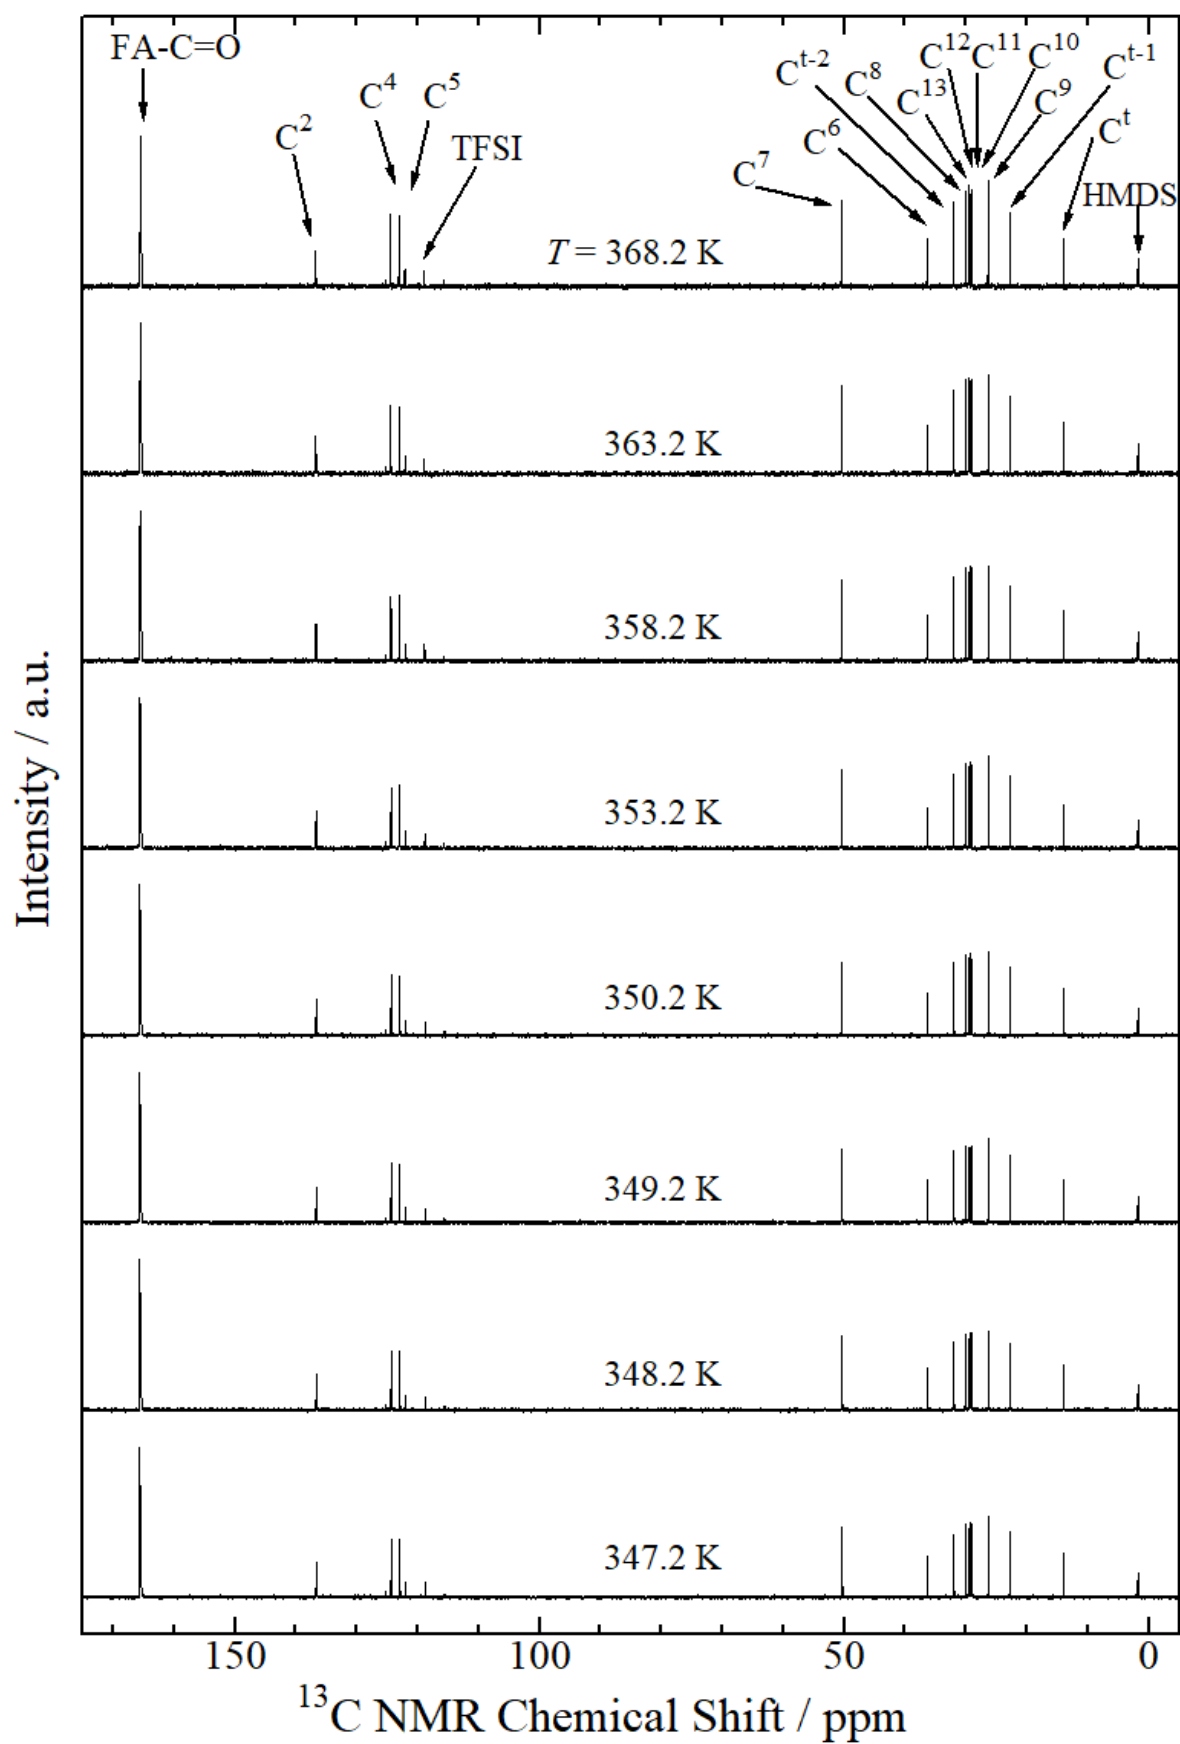 FA-C=O
C²
C⁴
C⁵
TFSI
C⁷
C⁶
Cᵗ⁻²
C⁸
C¹³
C¹²
C¹¹
C¹⁰
C⁹
Cᵗ⁻¹
Cᵗ
HMDS
T = 368.2 K
363.2 K
358.2 K
353.2 K
350.2 K
349.2 K
348.2 K
347.2 K
Intensity / a.u.
150
100
50
0
¹³C NMR Chemical Shift / ppm